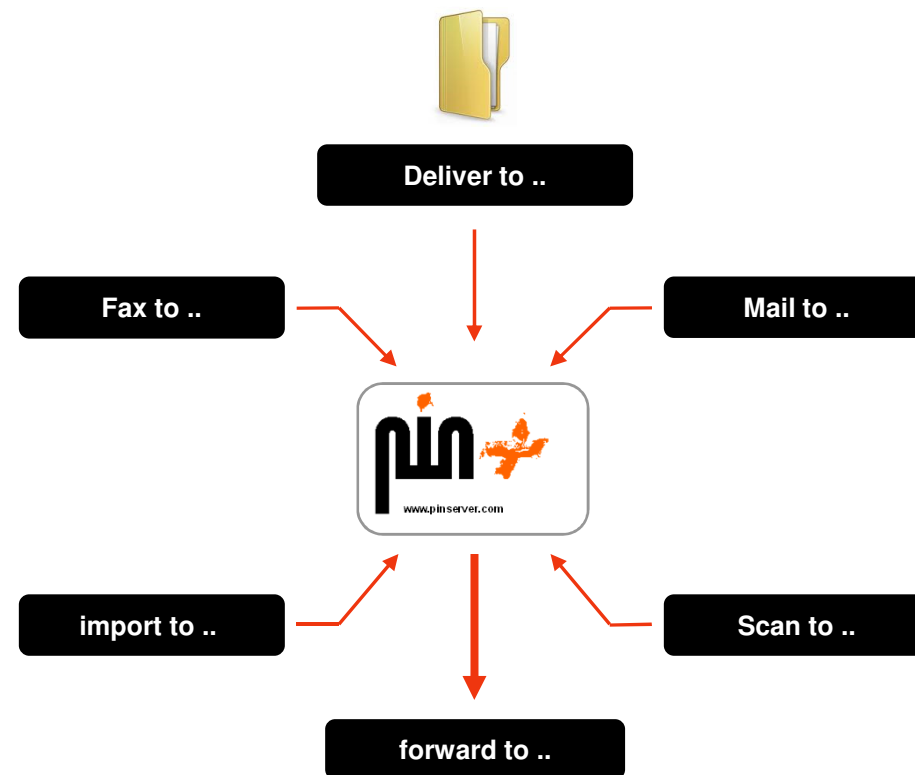 Deliver to ..
Fax to ..
Mail to ..
pin
www.pinserver.com
import to ..
Scan to ..
forward to ..